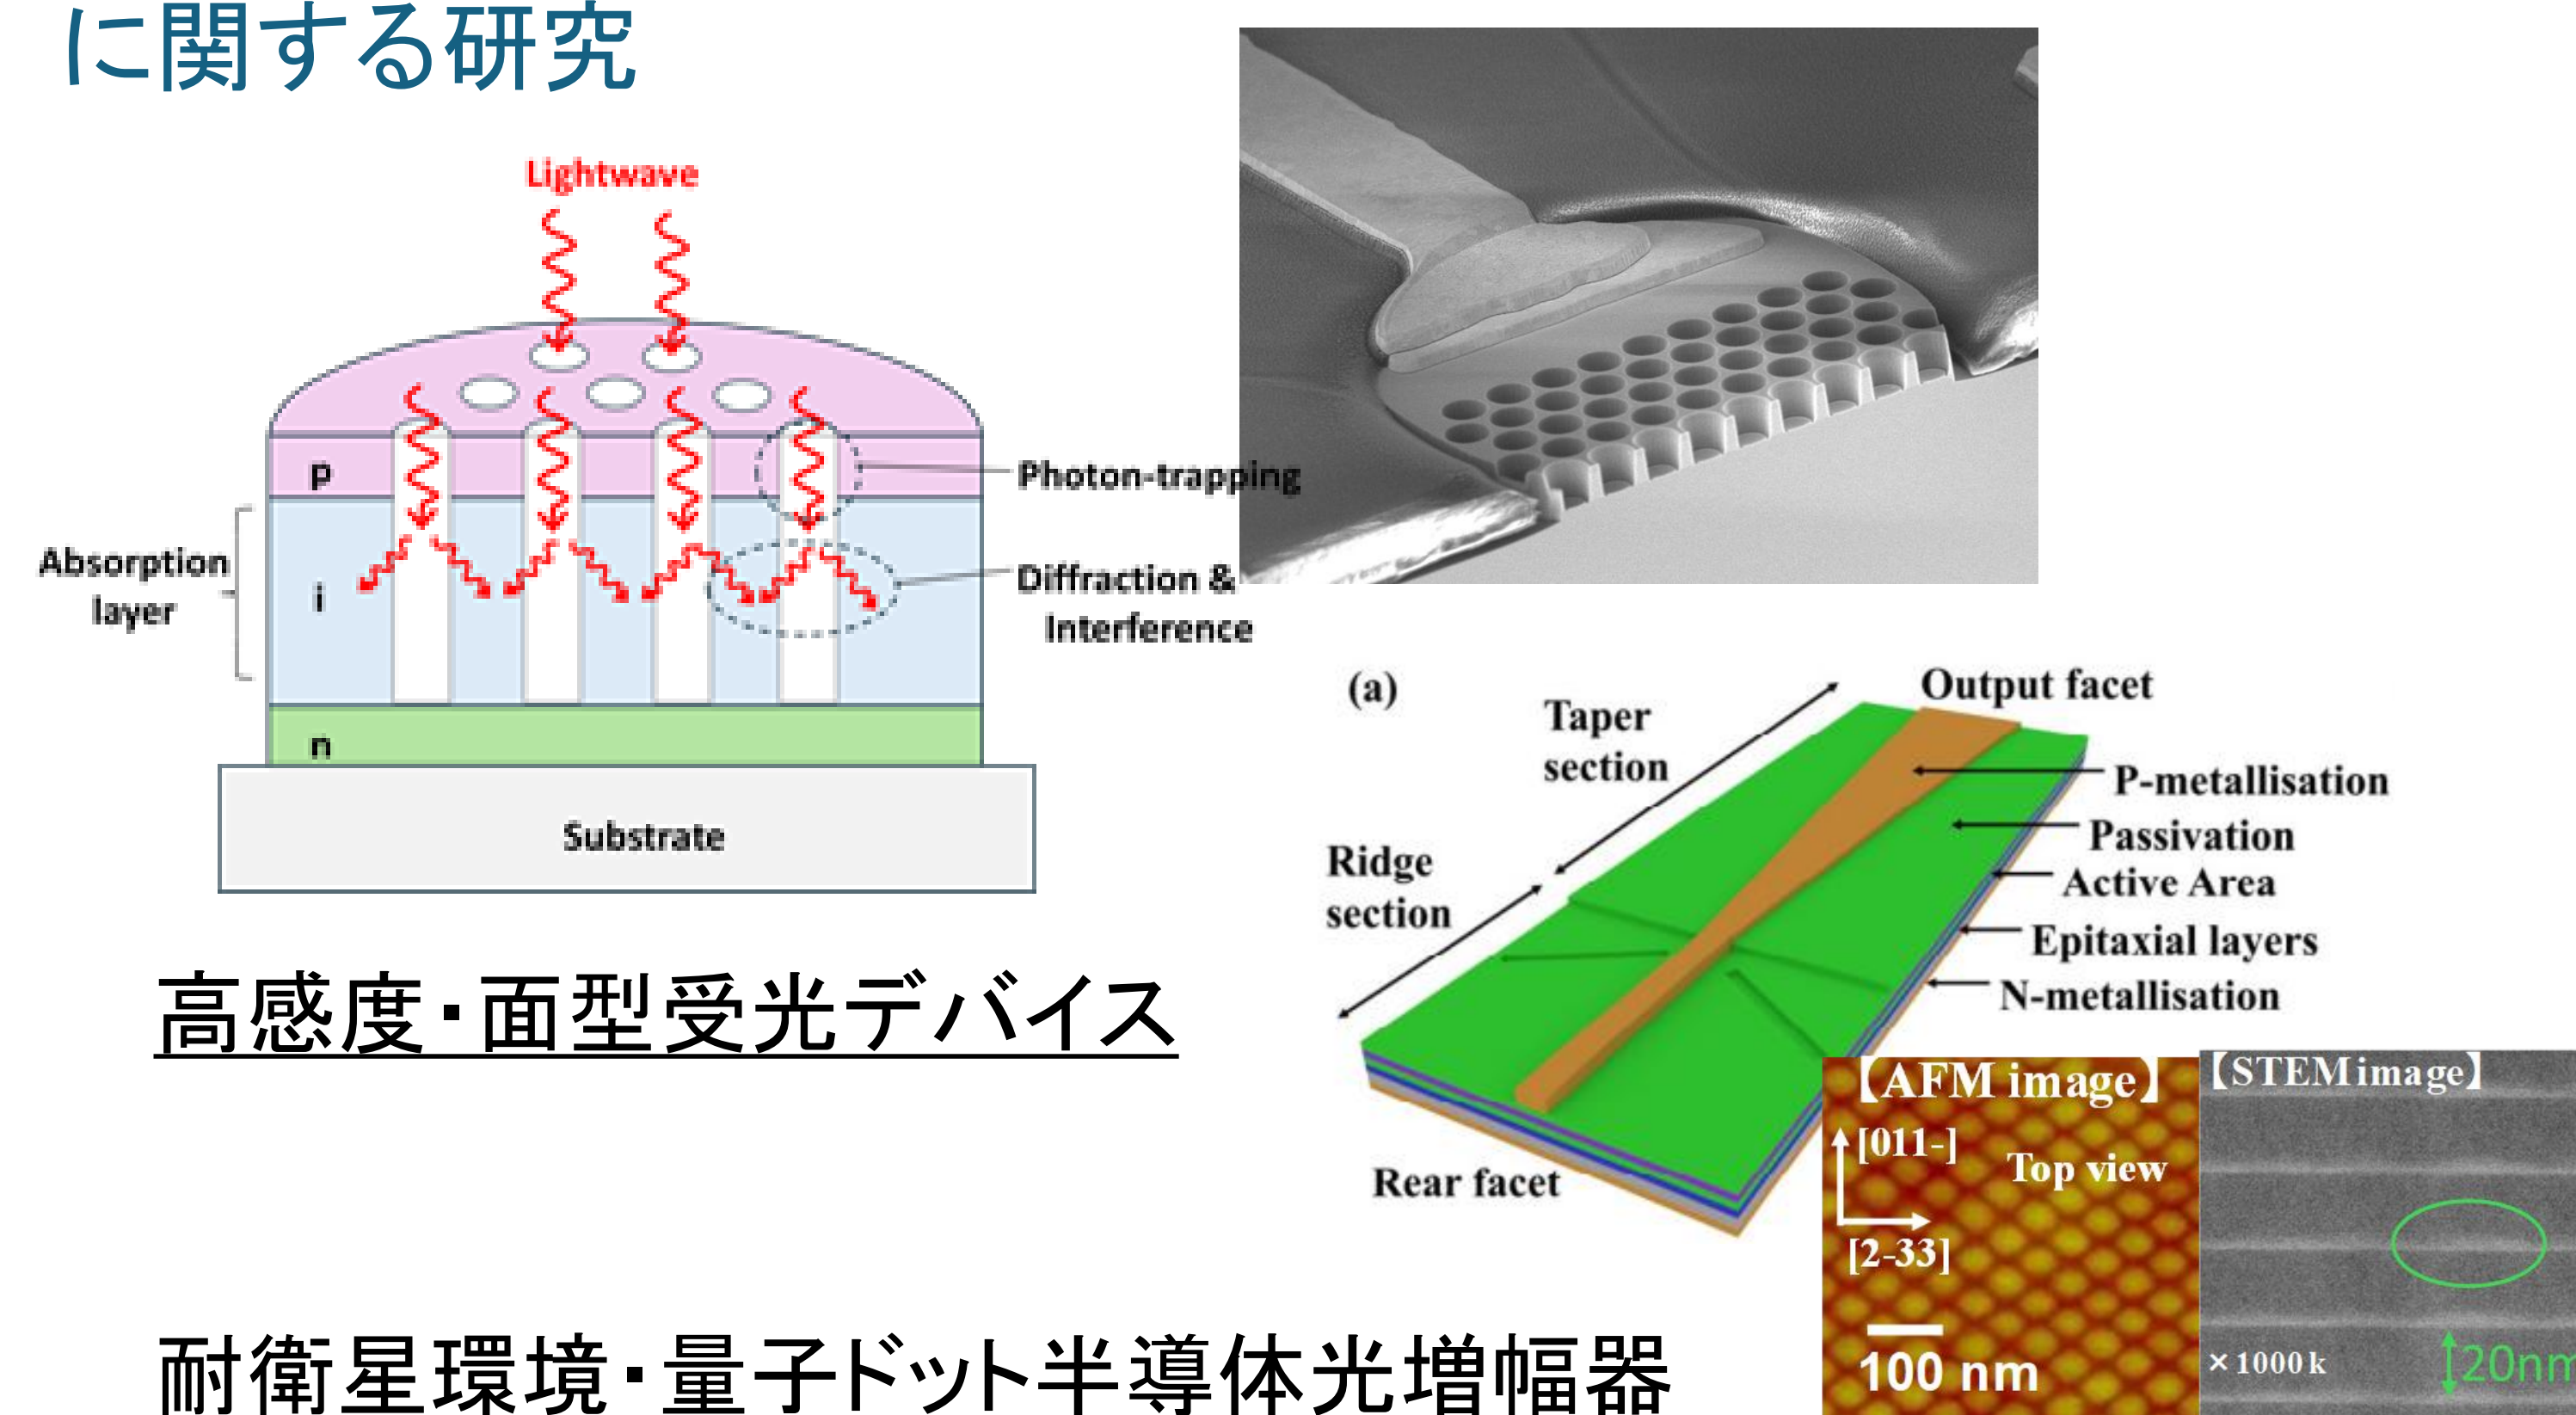 に関する研究
Lightwave
p
Photon-trapping
Absorption
layer
i
Diffraction &
Interference
n
Substrate
高感度・面型受光デバイス
(a)
Output facet
Taper
section
P-metallisation
Passivation
Ridge
section
Active Area
Epitaxial layers
N-metallisation
Rear facet
【AFM image】
[011-]
Top view
[2-33]
100 nm
【STEM image】
×1000 k
20nm
耐衛星環境・量子ドット半導体光増幅器